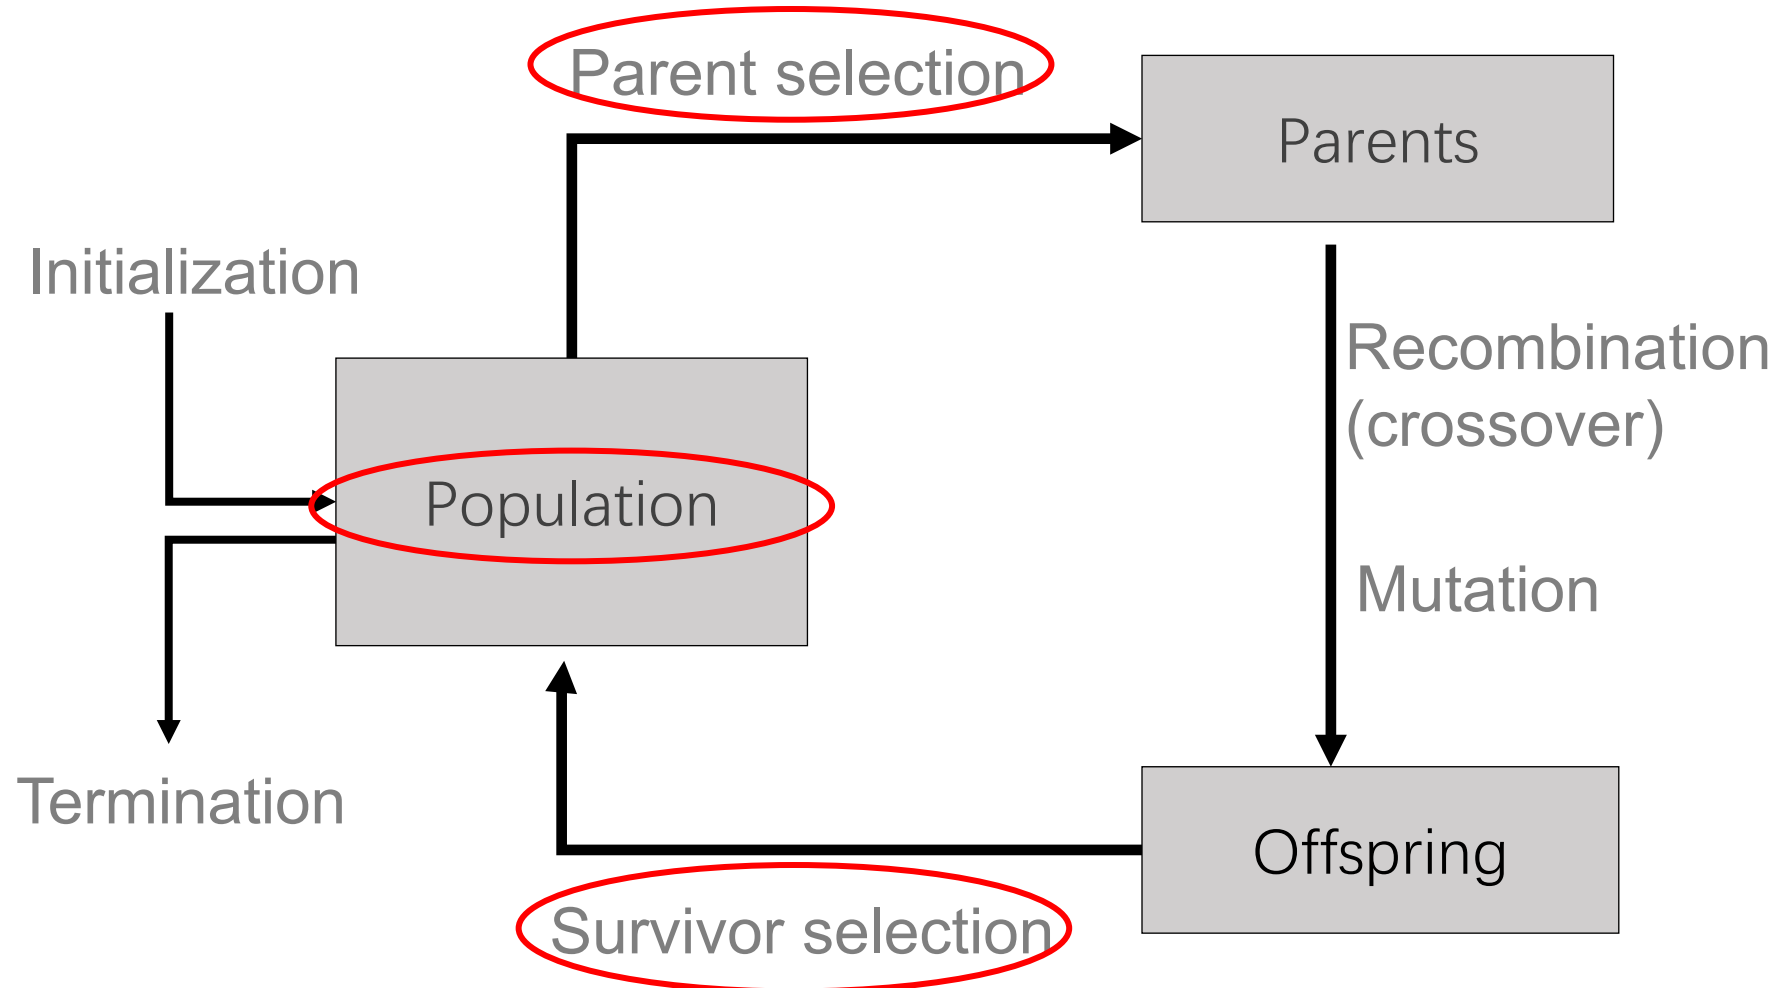 Parent selection
Parents
Initialization
Recombination
(crossover)
Population
Mutation
Termination
Offspring
Survivor selection